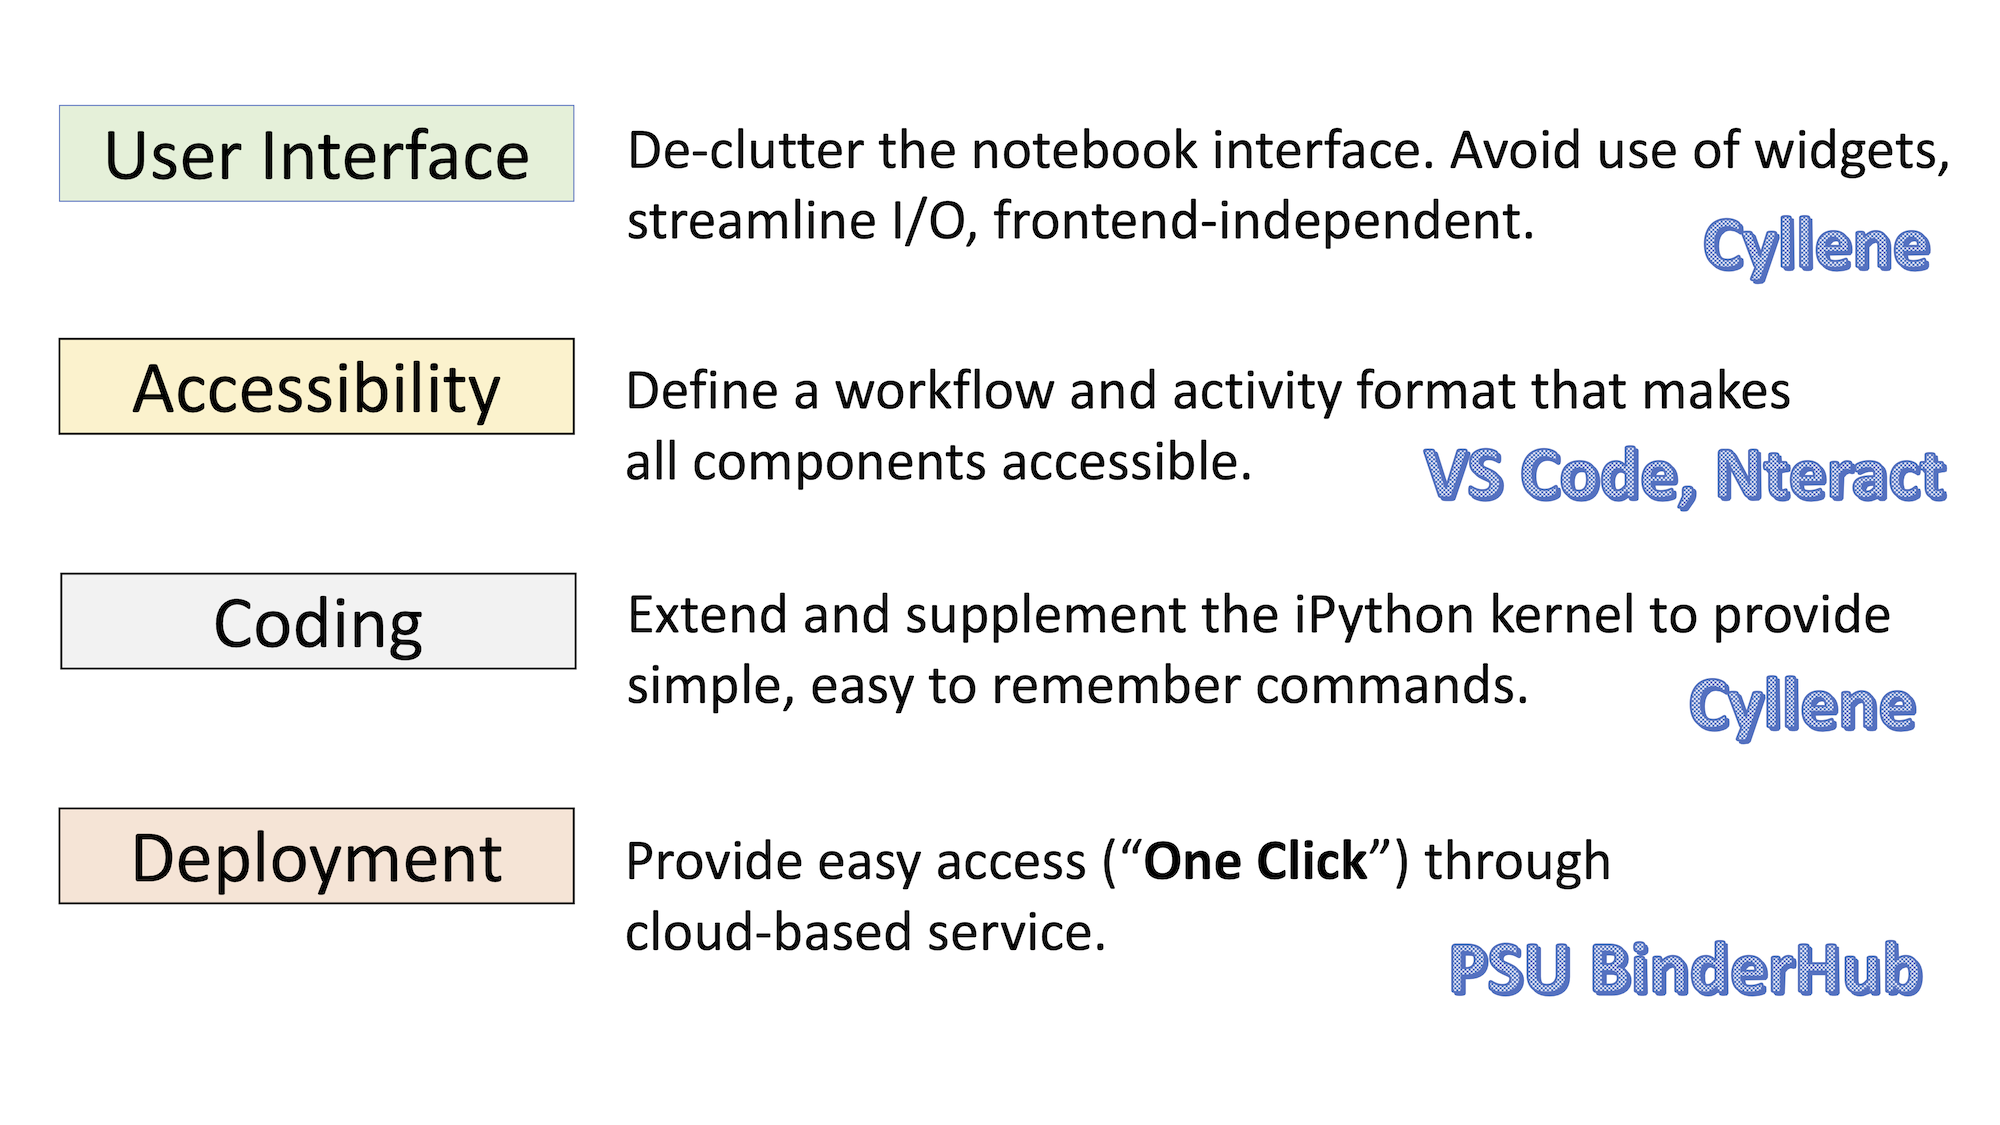 User Interface
De-clutter the notebook interface. Avoid use of widgets,
streamline I/O, frontend-independent.
Cyllene
Accessibility
Define a workflow and activity format that makes
all components accessible.
VS Code, Nteract
Coding
Extend and supplement the iPython kernel to provide
simple, easy to remember commands.
Cyllene
Deployment
Provide easy access (“One Click”) through
cloud-based service.
PSU BinderHub